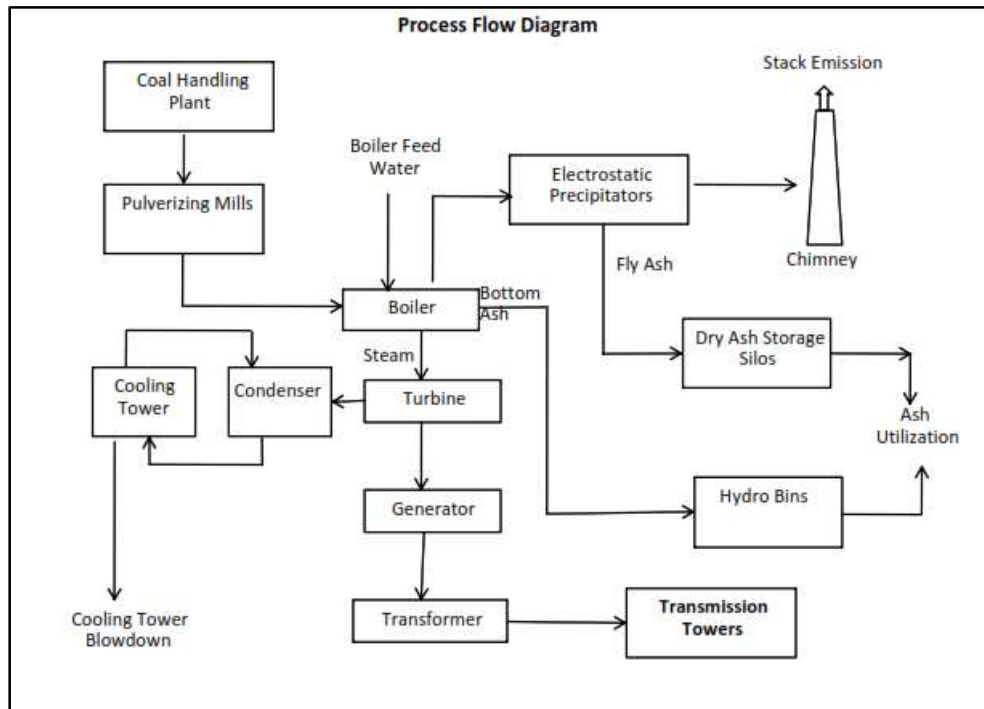 Process Flow Diagram
Stack Emission
Coal Handling
Plant
Boiler Feed
Water
Electrostatic
Precipitators
Pulverizing Mills
Chimney
Fly Ash
Boiler
Bottom
Ash
Steam
Dry Ash Storage
Silos
Cooling
Tower
Condenser
Turbine
Ash
Utilization
Generator
Hydro Bins
Cooling Tower
Blowdown
Transformer
Transmission
Towers